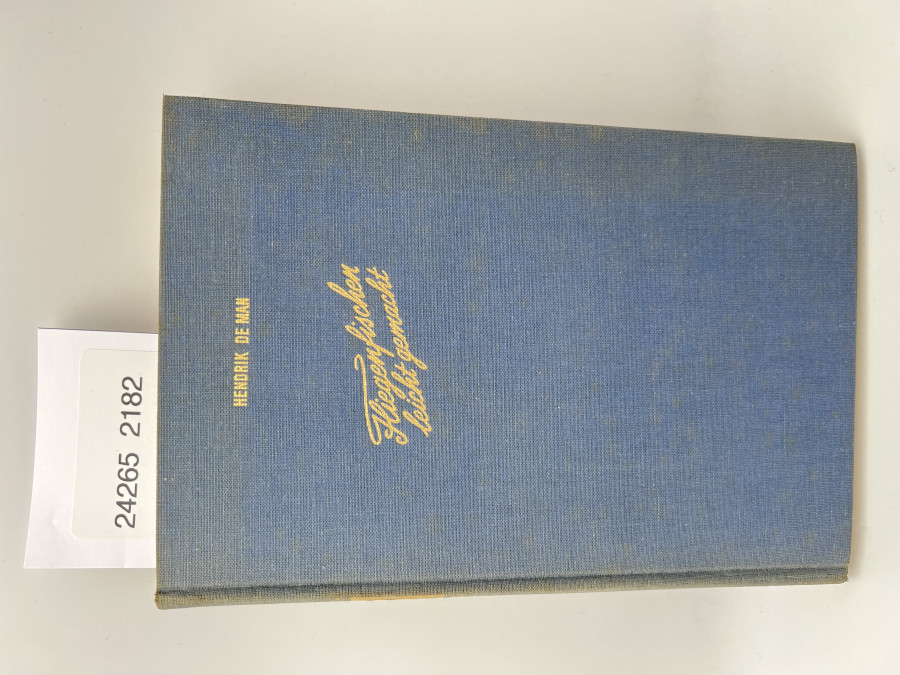 24265 2182
HENDRIK DE MAN
Fliegenfischen
leicht gemacht